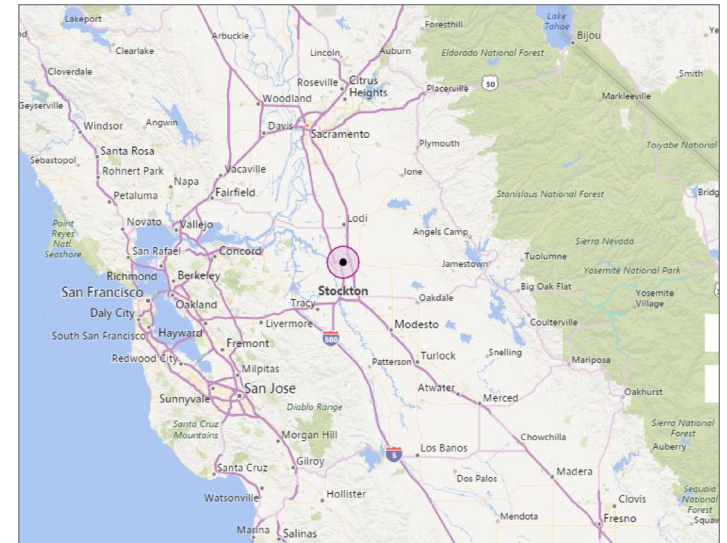 Lakeport
Arbuckle
Foresthill
Lake
Tahoe
Bijou
Clearlake
Lincoln
Auburn
Eldorado National Forest
Cloverdale
Roseville
Citrus
Heights
Placerville
50
Smith
Geyserville
Woodland
Markleeville
Windsor
Angwin
Davis
Sacramento
Plymouth
Toiyabe National
Santa Rosa
Sebastopol
Rohnert Park
Napa
Vacaville
Ione
Petaluma
Fairfield
Stanislaus National Forest
Novato
Vallejo
Lodi
Angels Camp
Point
Reyes
Natl
Seashore
San Rafael
Concord
Sierra Nevada
Richmond
Berkeley
Jamestown
Tuolumne
Yosemite National Park
San Francisco
Oakland
Stockton
Big Oak Flat
Yosemite
Village
Daly City
Tracy
Oakdale
South San Francisco
Hayward
Livermore
Modesto
Coulterville
580
Redwood City
Fremont
Patterson
Turlock
Snelling
Mariposa
Milpitas
Sunnyvale
San Jose
Atwater
Merced
Oakhurst
Diablo Range
Santa Cruz
Mountains
Morgan Hill
Chowchilla
Sierra National
Forest
Auberry
Los Banos
5
Santa Cruz
Gilroy
Dos Palos
Madera
Sequoia
National
Forest
Watsonville
Hollister
Clovis
Mendota
Fresno
Squaw
Marina
Salinas